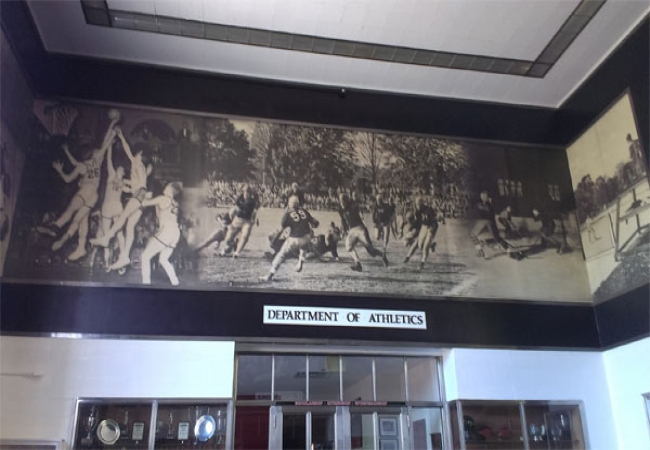 DEPARTMENT OF ATHLETICS